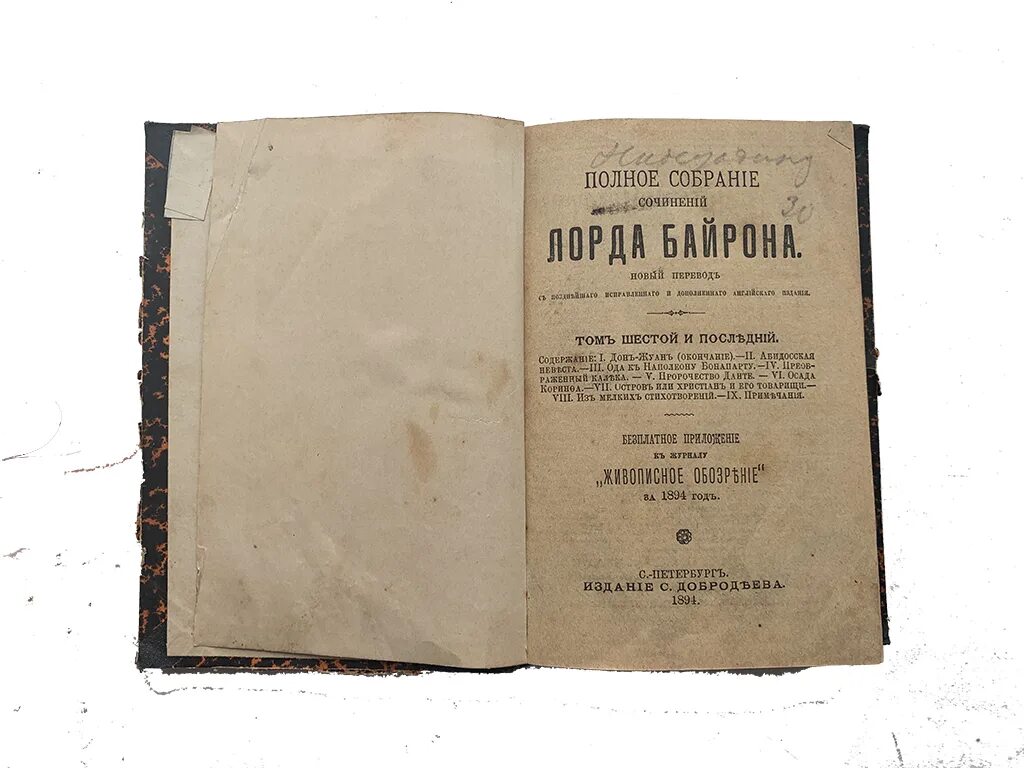 ПОЛНОЕ СОБРАНІЕ
СОЧИНЕНІЙ
30
ЛОРДА БАЙРОНА.
НОВЫЙ ПЕРЕВОДЪ
СЪ ПОЗДНѢЙШАГО ИСПРАВЛЕННАГО И ДОПОЛНЕННАГО АНГЛІЙСКАГО ИЗДАНІЯ.
ТОМЪ ШЕСТОЙ И ПОСЛѢДНІЙ.
СОДЕРЖАНІЕ: I. ДОНЪ-ЖУАНЪ (ОКОНЧАНІЕ).—II. АБИДОССКАЯ
НЕВѢСТА.—III. ОДА КЪ НАПОЛЕОНУ БОНАПАРТУ.—IV. ПРЕОБ-
РАЖЕННЫЙ КАЛѢКА. — V. ПРОРОЧЕСТВО ДАНТЕ. — VI. ОСАДА
КОРИНѲА.—VII. ОСТРОВЪ ИЛИ ХРИСТІАНЪ И ЕГО ТОВАРИЩИ.—
VIII. ИЗЪ МЕЛКИХЪ СТИХОТВОРЕНІЙ.—IX. ПРИМѢЧАНІЯ.
БЕЗПЛАТНОЕ ПРИЛОЖЕНІЕ
КЪ ЖУРНАЛУ
„ЖИВОПИСНОЕ ОБОЗРѢНІЕ“
ЗА 1894 ГОДЪ.
С.-ПЕТЕРБУРГЪ.
ИЗДАНІЕ С. ДОБРОДѢЕВА.
1894.